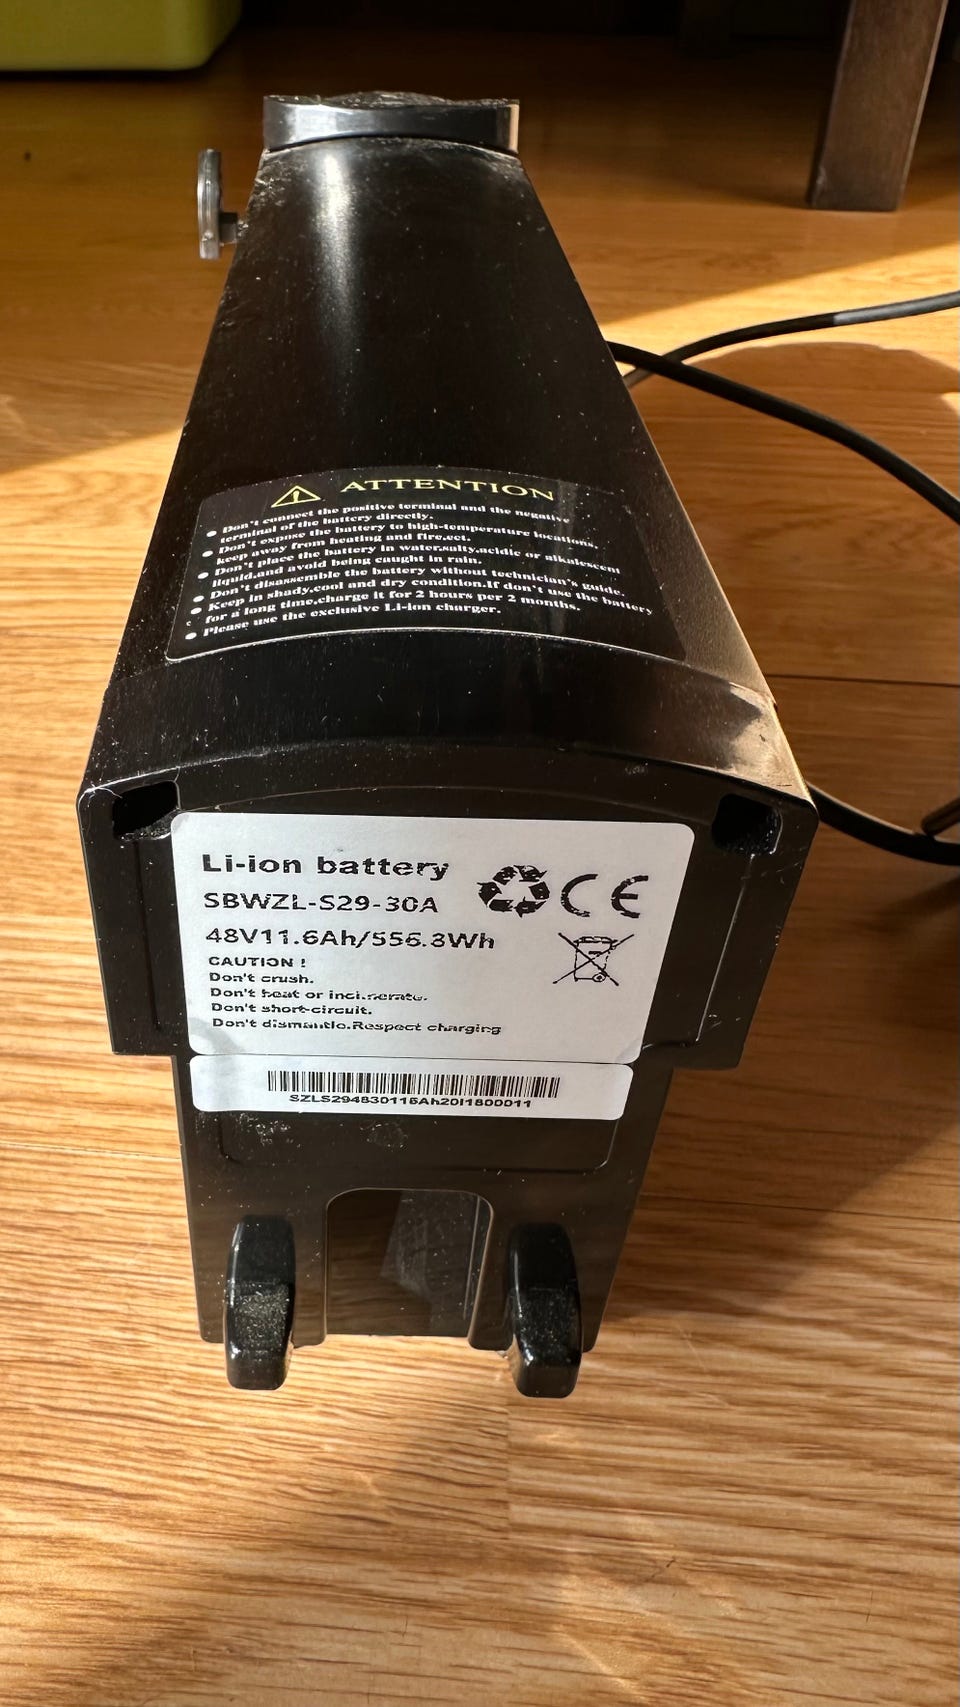 ATTENTION
Don't connect the positive terminal and the negative
terminal of the battery directly.
Don't expose the battery to high-temperature locations,
keep away from heating and fire.ect.
Don't place the battery in water.salty.acidic or alkalescent
liquid.and avoid being caught in rain.
Don't disassemble the battery without technician's guide.
Keep in shady.cool and dry condition.If don't use the battery
for a long time.charge it for 2 hours per 2 months.
Please use the exclusive Li-ion charger.
Li-ion battery
SBWZL-S29-30A
48V11.6Ah/556.8Wh
CE
CAUTION !
Don't crush.
Don't heat or incinerate.
Don't short-circuit.
Don't dismantle.Respect charging
SZLS294830116Ah20I1800011